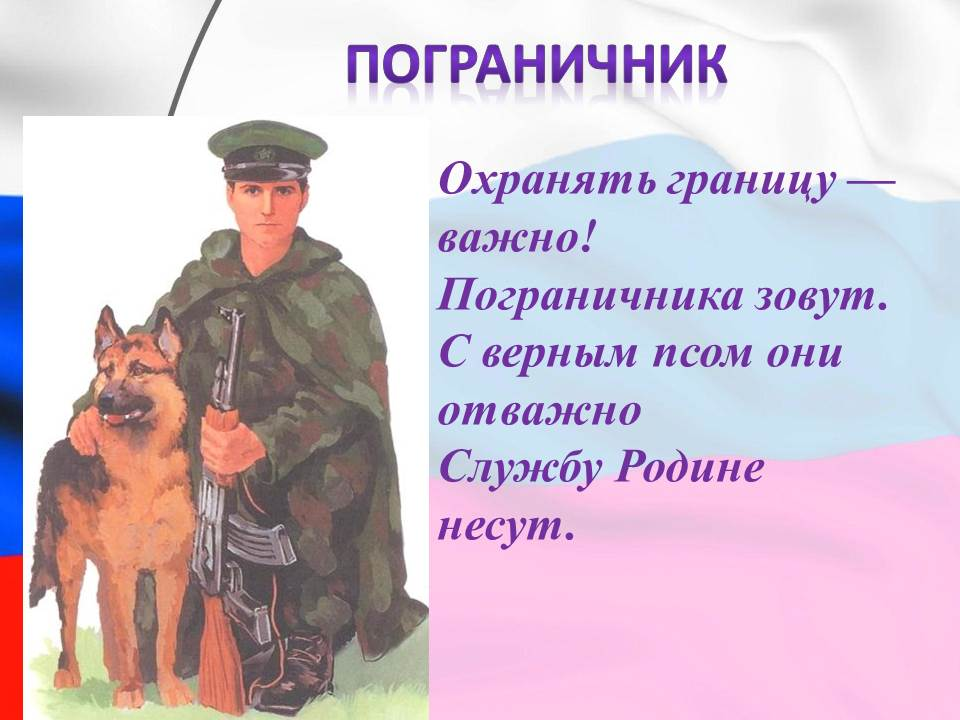 ПОГРАНИЧНИК
Охранять границу —
важно!
Пограничника зовут.
С верным псом они
отважно
Службу Родине
несут.